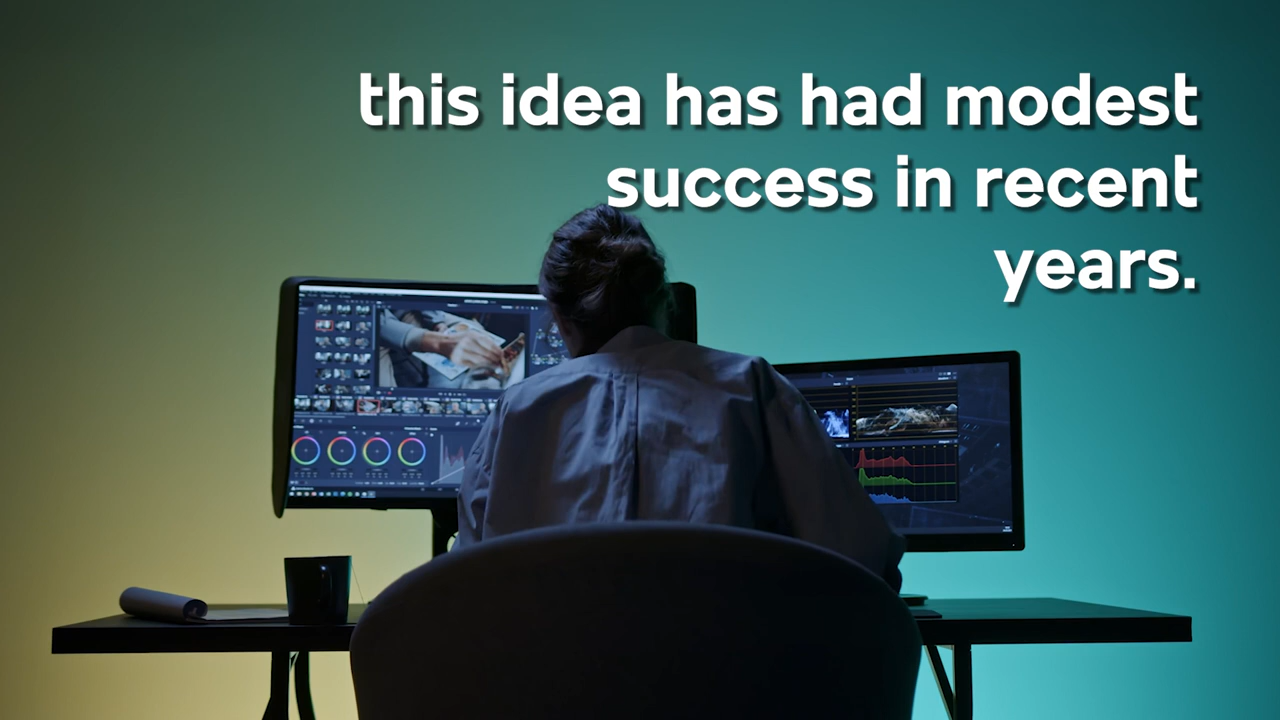 this idea has had modest
success in recent
years.